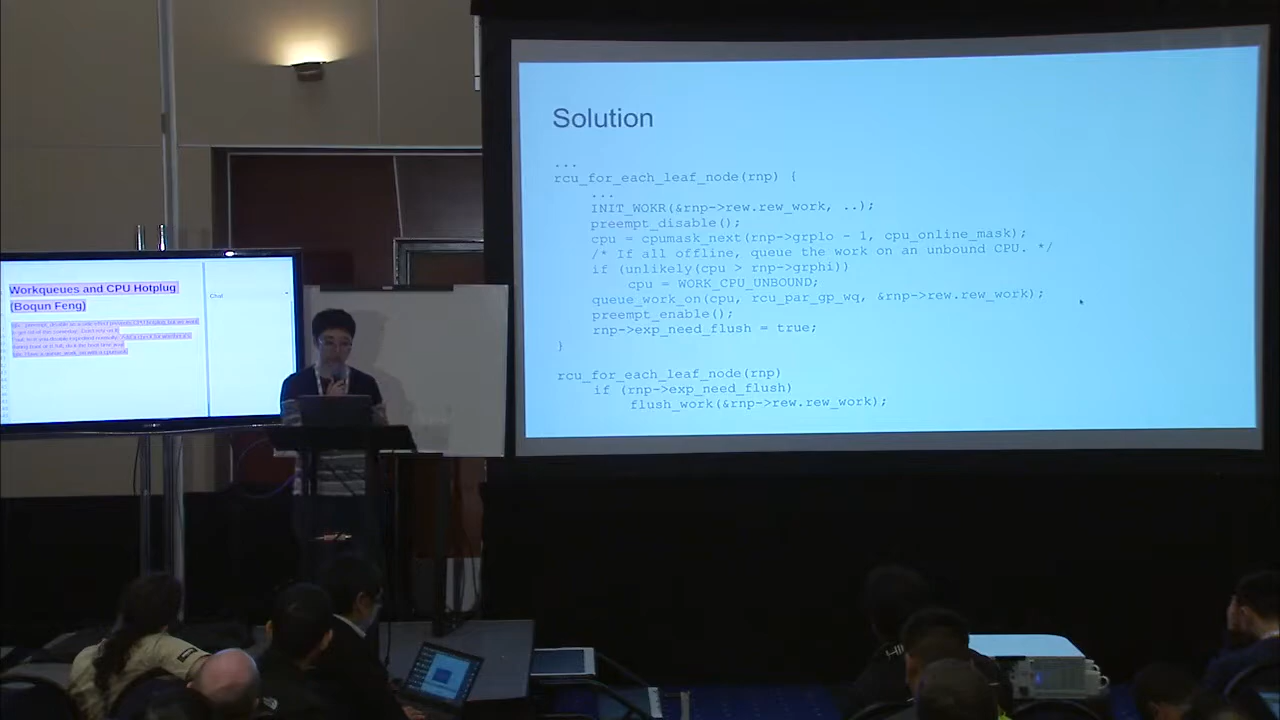 Solution
...
rcu_for_each_leaf_node(rnp) {
...
INIT_WOKR(&rnp->rew.rew_work, ..);
preempt_disable();
cpu = cpumask_next(rnp->grplo - 1, cpu_online_mask);
/* If all offline, queue the work on an unbound CPU. */
if (unlikely(cpu > rnp->grphi))
cpu = WORK_CPU_UNBOUND;
queue_work_on(cpu, rcu_par_gp_wq, &rnp->rew.rew_work);
preempt_enable();
rnp->exp_need_flush = true;
}
rcu_for_each_leaf_node(rnp)
if (rnp->exp_need_flush)
flush_work(&rnp->rew.rew_work);
Workqueues and CPU Hotplug
(Boqun Feng)
Chat